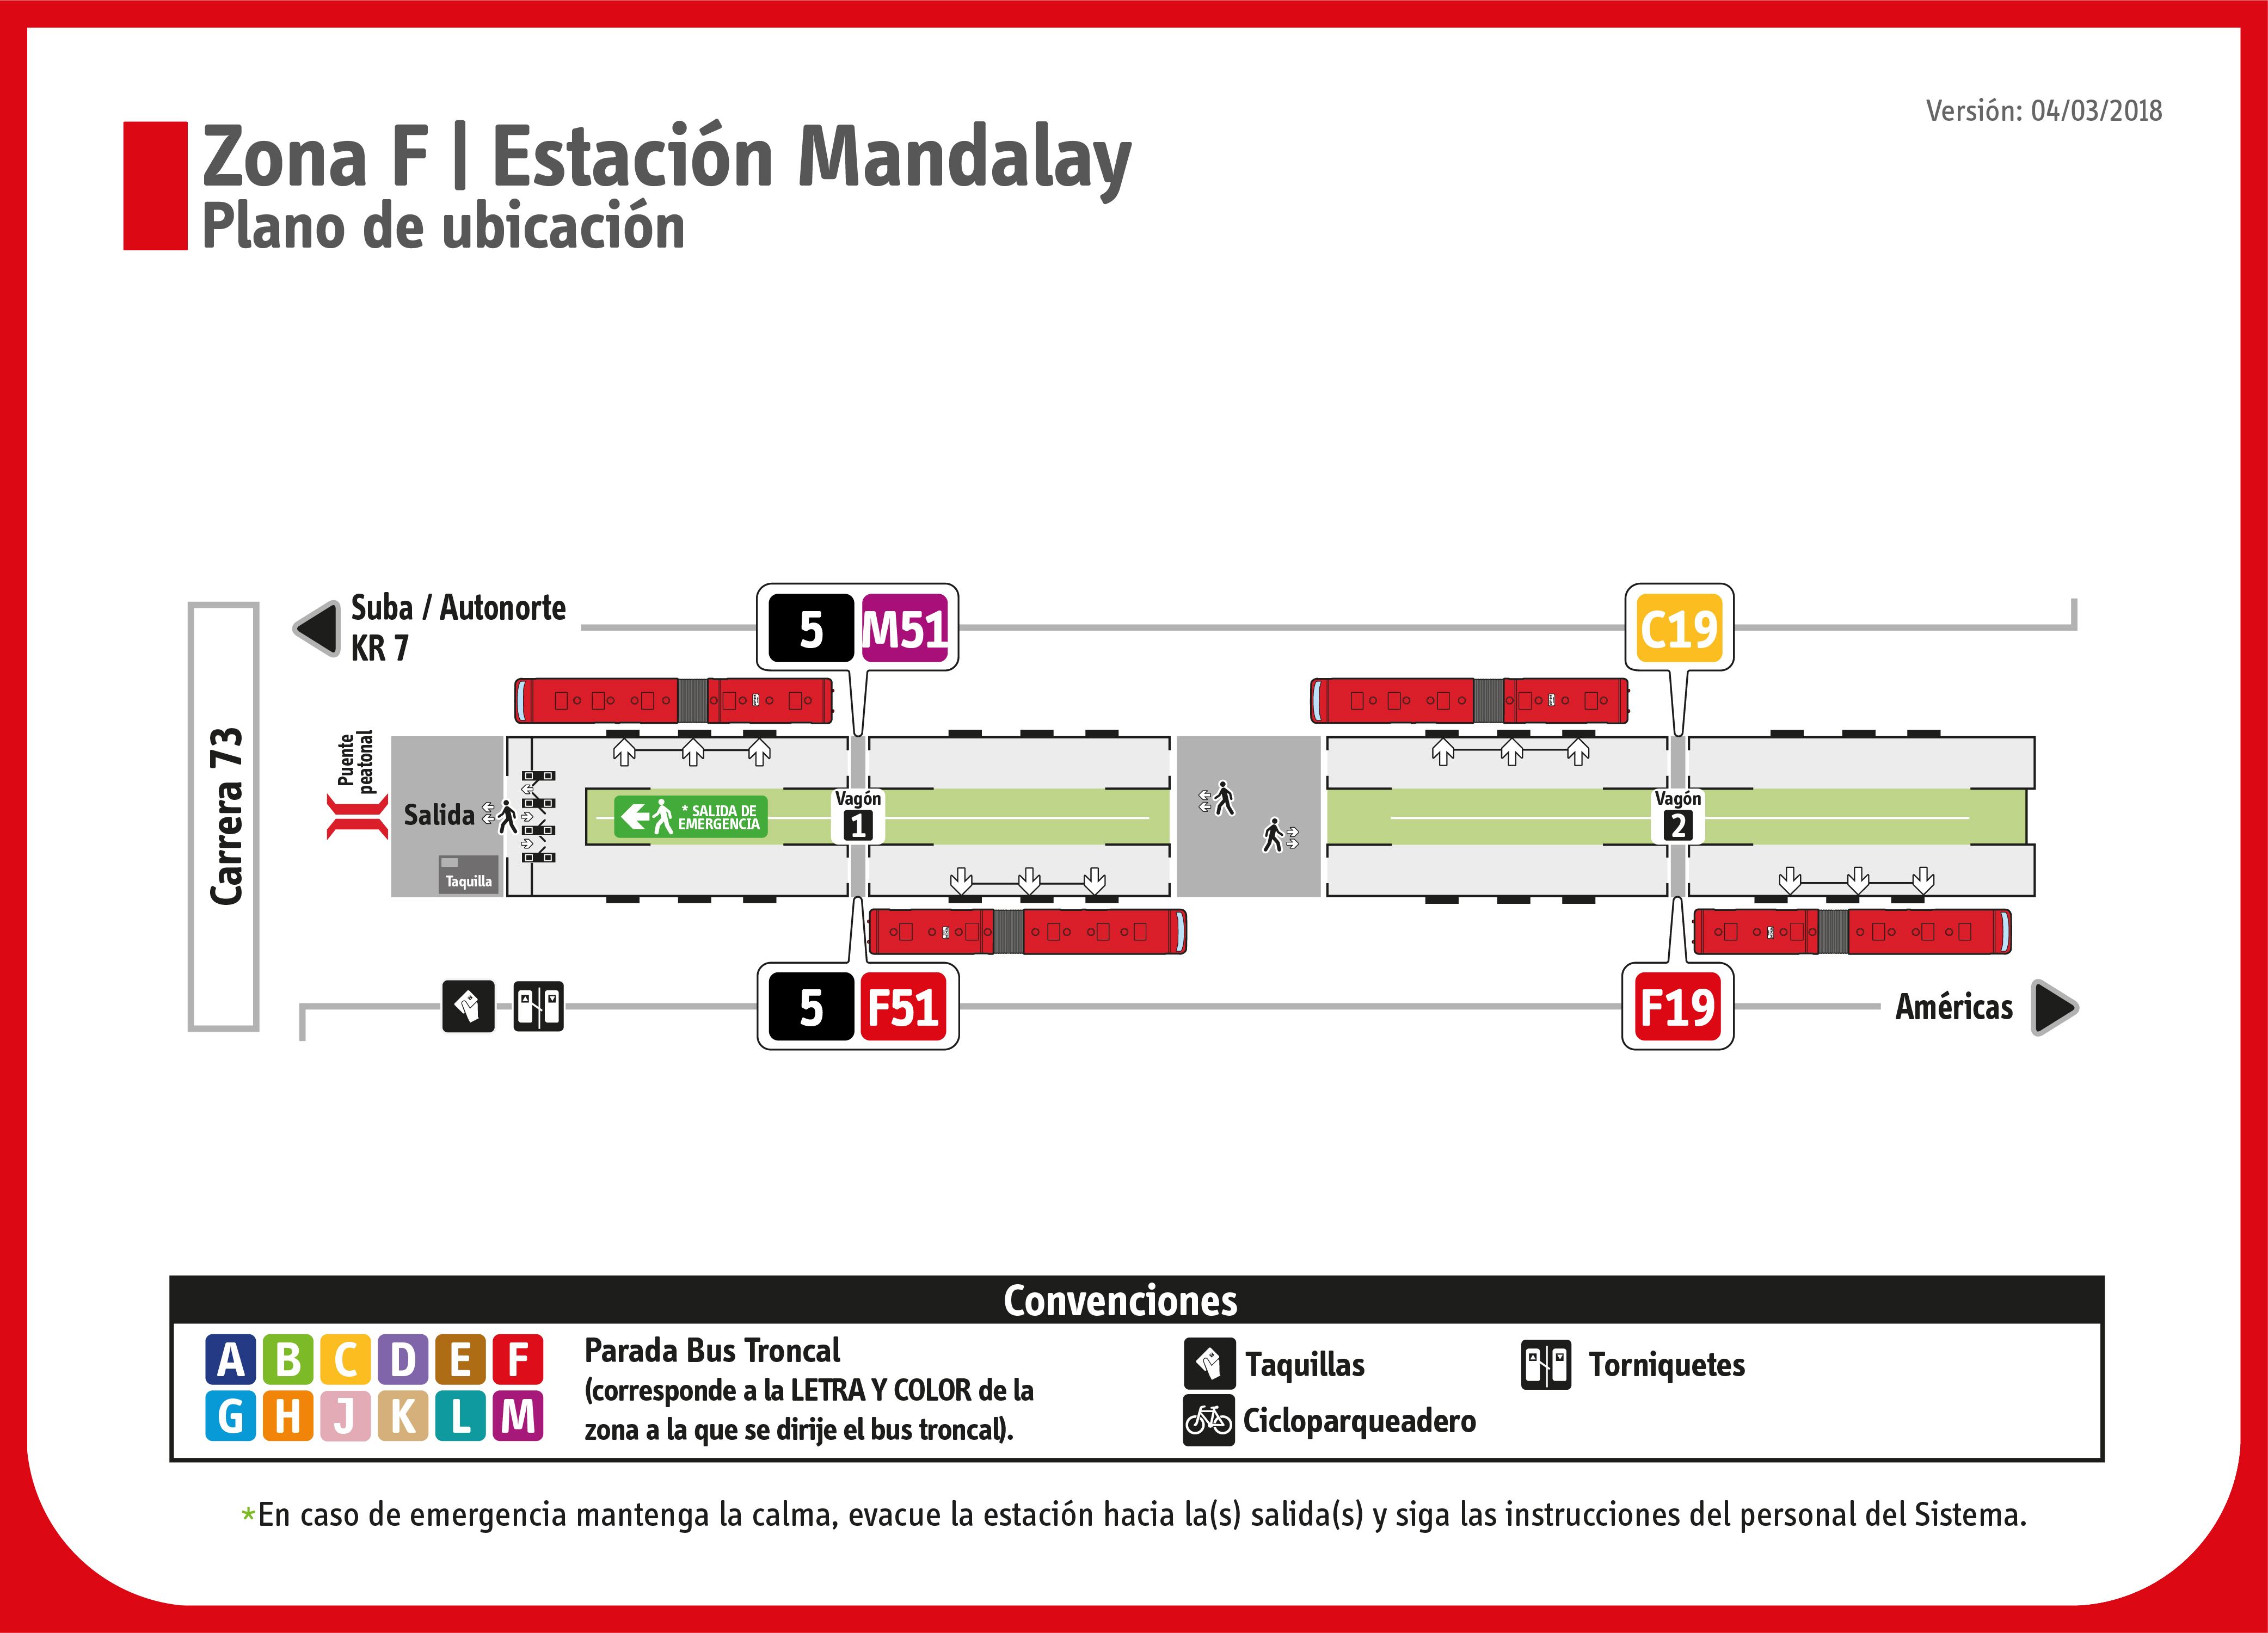 Versión: 04/03/2018
Zona F | Estación Mandalay
Plano de ubicación
Suba / Autonorte
KR 7
5 M51
C19
Carrera 73
Puente
peatonal
Salida
Taquilla
* SALIDA DE
EMERGENCIA
Vagón
1
Vagón
2
5 F51
F19
Américas
Convenciones
A B C D E F
G H J K L M
Parada Bus Troncal
(corresponde a la LETRA Y COLOR de la
zona a la que se dirije el bus troncal).
Taquillas
Torniquetes
Cicloparqueadero
*En caso de emergencia mantenga la calma, evacue la estación hacia la(s) salida(s) y siga las instrucciones del personal del Sistema.